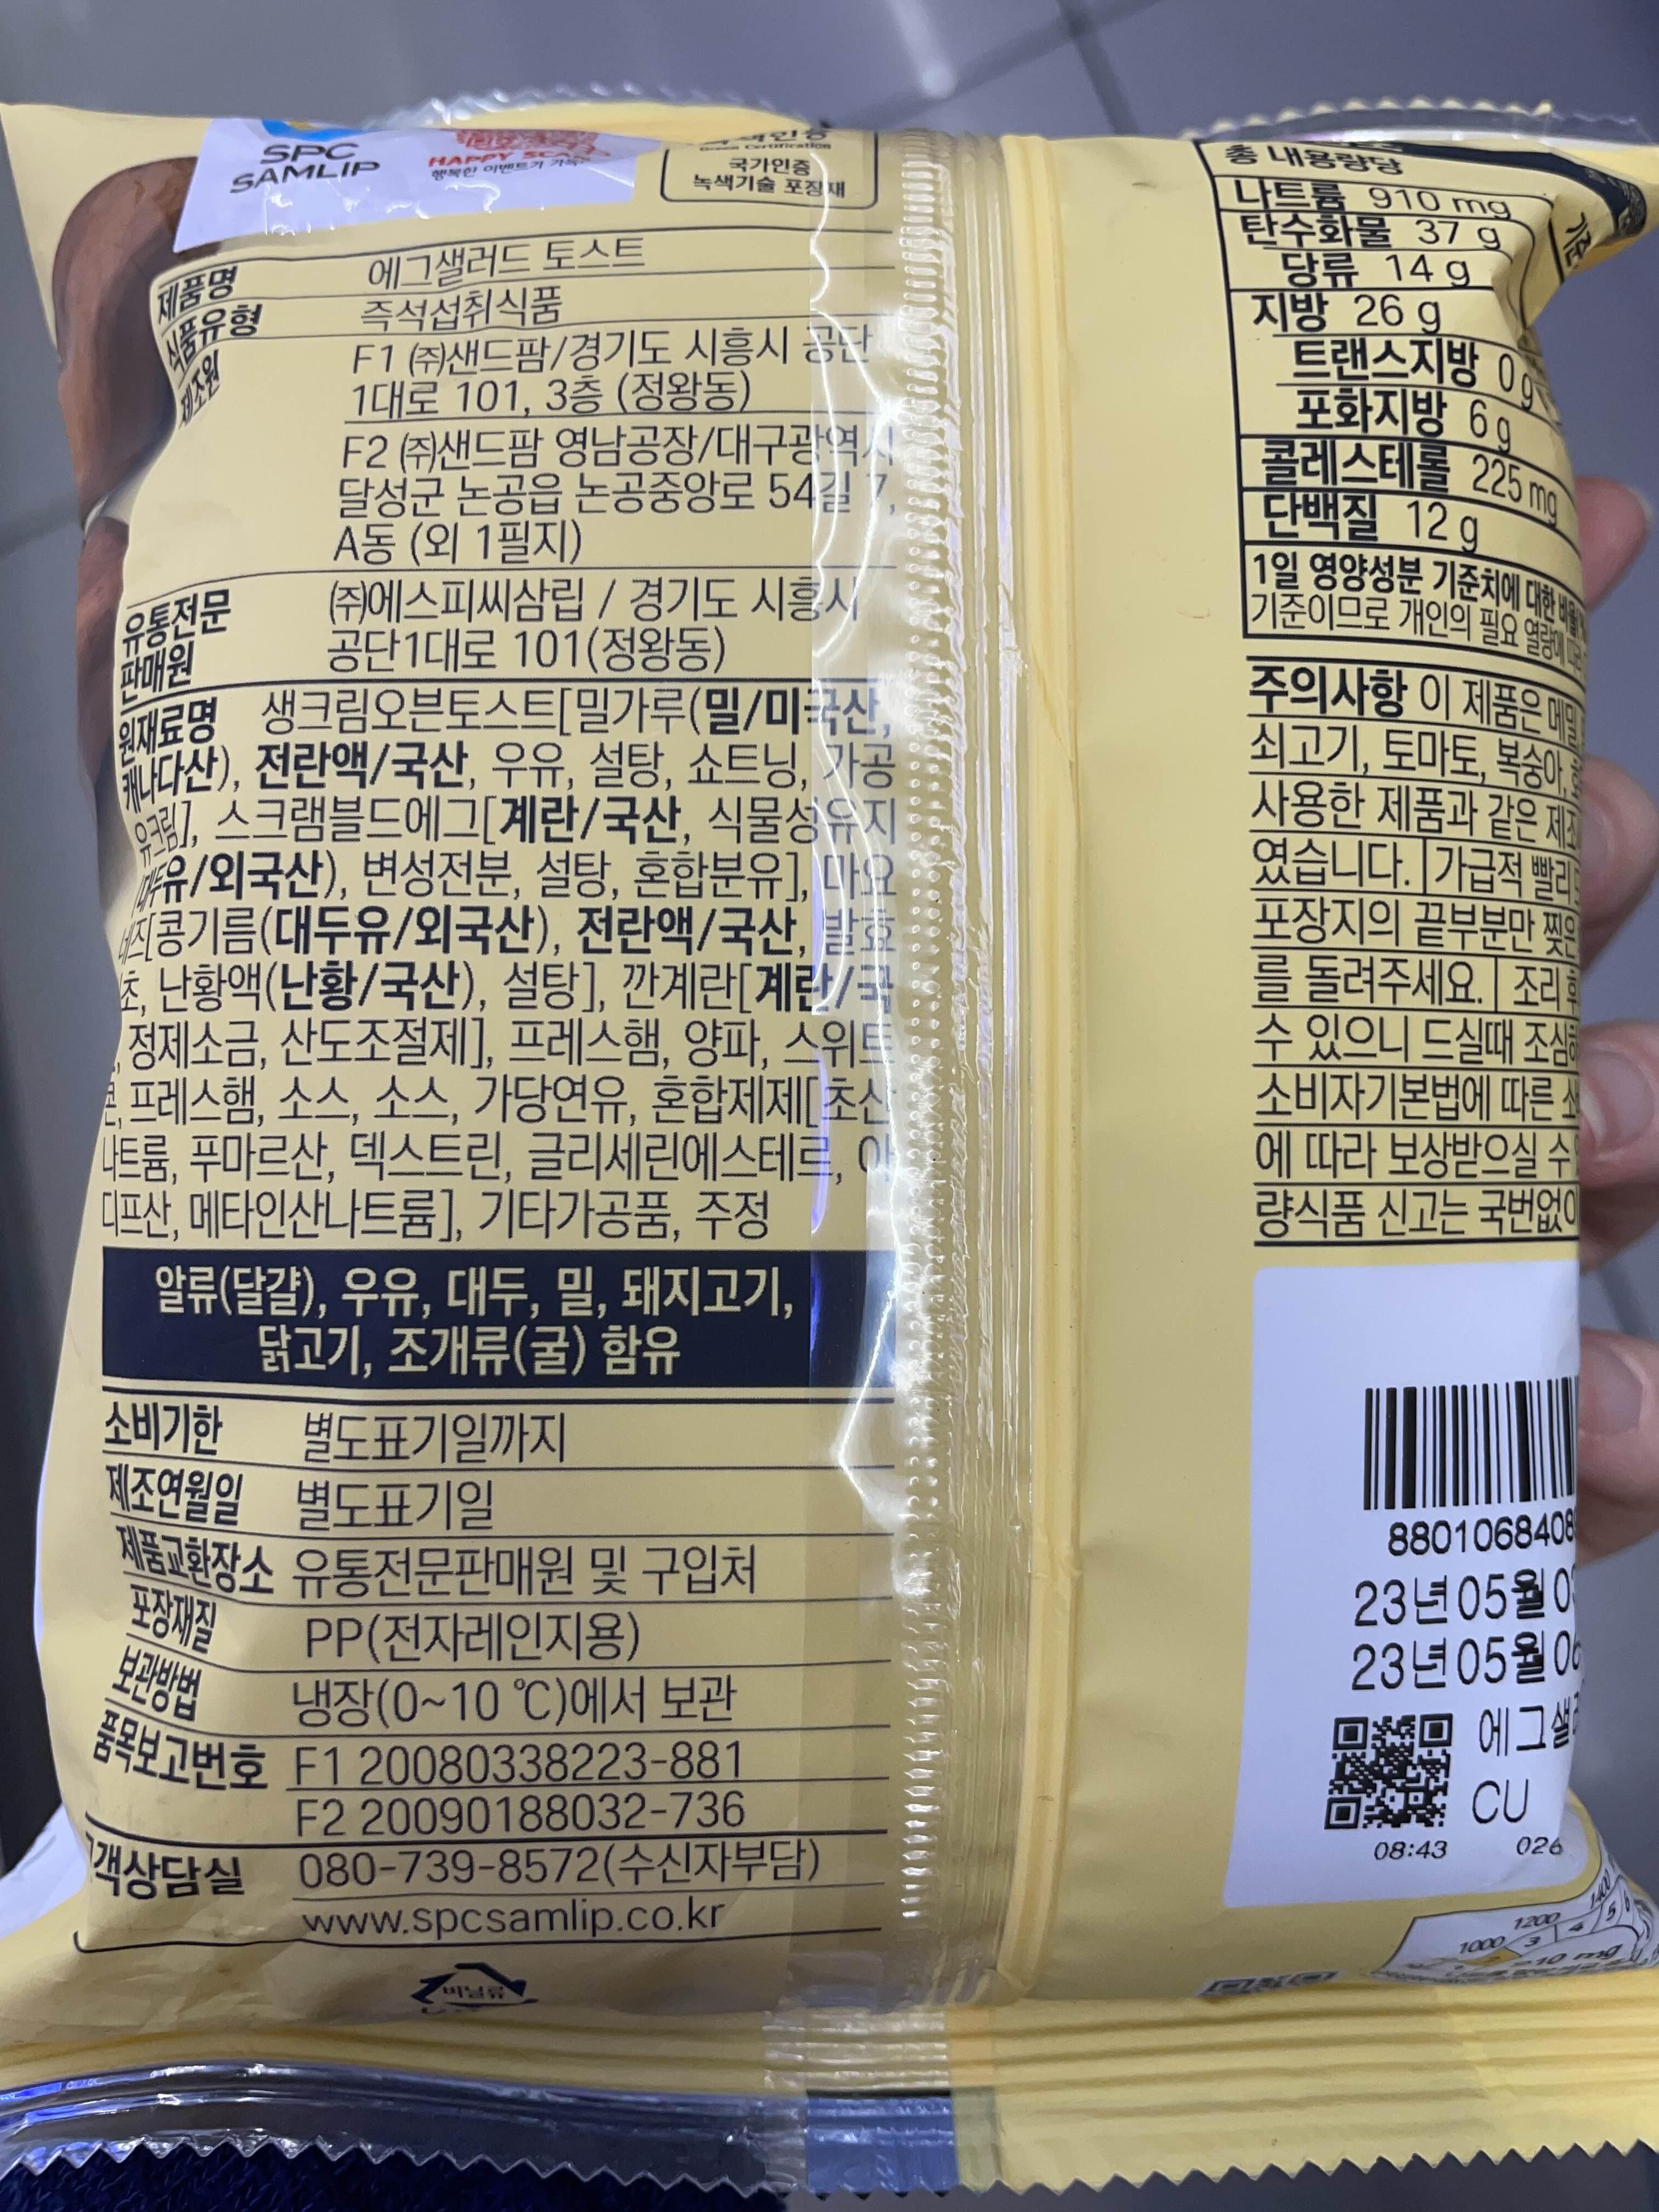 SPC
SAMLIP
HAPPY
행복한 이벤트가
Green Certification
국가인증
녹색기술 포장재
제품명 에그샐러드 토스트
식품유형 즉석섭취식품
제조원 F1 ㈜샌드팜/경기도 시흥시 공단
1대로 101, 3층 (정왕동)
F2 ㈜샌드팜 영남공장/대구광역시
달성군 논공읍 논공중앙로 54길 7,
A동 (외 1필지)
유통전문
판매원
㈜에스피씨삼립 / 경기도 시흥시
공단1대로 101(정왕동)
원재료명 생크림오븐토스트[밀가루(밀/미국산,
캐나다산), 전란액/국산, 우유, 설탕, 쇼트닝, 가공
유크림], 스크램블드에그[계란/국산, 식물성유지
(대두유/외국산), 변성전분, 설탕, 혼합분유], 마요
네즈[콩기름(대두유/외국산), 전란액/국산, 발효
초, 난황액(난황/국산), 설탕], 깐계란[계란/국
, 정제소금, 산도조절제], 프레스햄, 양파, 스위트
콘, 프레스햄, 소스, 소스, 가당연유, 혼합제제[초산
나트륨, 푸마르산, 덱스트린, 글리세린에스테르, 아
디프산, 메타인산나트륨], 기타가공품, 주정
알류(달걀), 우유, 대두, 밀, 돼지고기,
닭고기, 조개류(굴) 함유
소비기한 별도표기일까지
제조연월일 별도표기일
제품교환장소 유통전문판매원 및 구입처
포장재질 PP(전자레인지용)
보관방법 냉장(0~10 ℃)에서 보관
품목보고번호 F1 20080338223-881
F2 20090188032-736
고객상담실 080-739-8572(수신자부담)
www.spcsamlip.co.kr
비닐류
총 내용량당
기준
나트륨 910 mg
탄수화물 37 g
당류 14 g
지방 26 g
트랜스지방 0 g
포화지방 6 g
콜레스테롤 225 mg
단백질 12 g
1일 영양성분 기준치에 대한 비율
기준이므로 개인의 필요 열량에
주의사항 이 제품은 메밀
쇠고기, 토마토, 복숭아,
사용한 제품과 같은 제조
였습니다. | 가급적 빨리
포장지의 끝부분만 찢은
를 돌려주세요. | 조리
수 있으니 드실때 조심
소비자기본법에 따른
에 따라 보상받으실 수
량식품 신고는 국번없이
880106840
23년05월0
23년05월0
에그샐
CU
08:43 026
1000 1200 1400
3 4 5 6